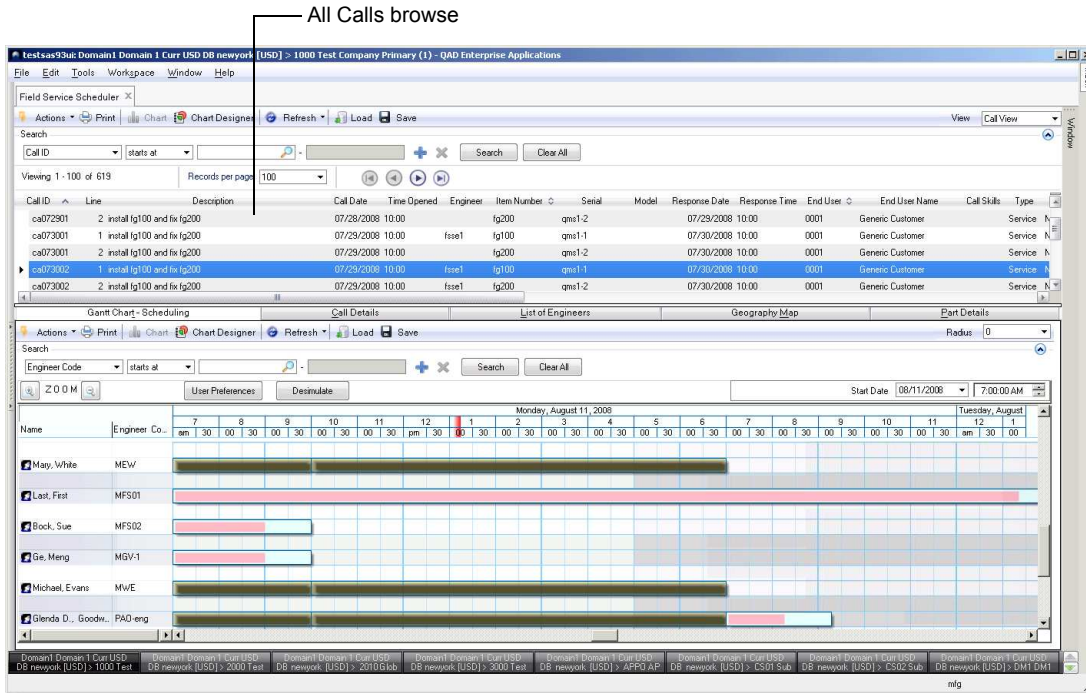 All Calls browse
testsas93ui: Domain1 Domain 1 Curr USD DB newyork [USD] > 1000 Test Company Primary (1) - QAD Enterprise Applications
File Edit Tools Workspace Window Help
Field Service Scheduler
Actions Print Chart Chart Designer Refresh Load Save View Call View
Window
Search
Call ID starts at - Search Clear All
Viewing 1 - 100 of 619 Records per page 100
Call ID Line Description Call Date Time Opened Engineer Item Number Serial Model Response Date Response Time End User End User Name Call Skills Type
ca072901 2 install fg100 and fix fg200 07/28/2008 10:00 fg200 qms1-2 07/29/2008 10:00 0001 Generic Customer Service N
ca073001 1 install fg100 and fix fg200 07/29/2008 10:00 fsse1 fg100 qms1-1 07/30/2008 10:00 0001 Generic Customer Service N
ca073001 2 install fg100 and fix fg200 07/29/2008 10:00 fg200 qms1-2 07/30/2008 10:00 0001 Generic Customer Service N
ca073002 1 install fg100 and fix fg200 07/29/2008 10:00 fsse1 fg100 qms1-1 07/30/2008 10:00 0001 Generic Customer Service N
ca073002 2 install fg100 and fix fg200 07/29/2008 10:00 fsse1 fg200 qms1-2 07/30/2008 10:00 0001 Generic Customer Service N
Gantt Chart - Scheduling Call Details List of Engineers Geography Map Part Details
Actions Print Chart Chart Designer Refresh Load Save Radius 0
Search
Engineer Code starts at - Search Clear All
ZOOM User Preferences Desimulate Start Date 08/11/2008 7:00:00 AM
Monday, August 11, 2008 Tuesday, August
7 8 9 10 11 12 1 2 3 4 5 6 7 8 9 10 11 12 1
Name Engineer Co... am 30 00 30 00 30 00 30 00 30 pm 30 00 30 00 30 00 30 00 30 00 30 00 30 00 30 00 30 00 30 00 30 00 30 am 30 00
Mary, White MEW
Last, First MFS01
Bock, Sue MFS02
Ge, Meng MGV-1
Michael, Evans MWE
Glenda D., Goodw... PAO-eng
Domain1 Domain 1 Curr USD Domain1 Domain 1 Curr USD Domain1 Domain 1 Curr USD Domain1 Domain 1 Curr USD Domain1 Domain 1 Curr USD Domain1 Domain 1 Curr USD Domain1 Domain 1 Curr USD Domain1 Domain 1 Curr USD
DB newyork [USD] > 1000 Test DB newyork [USD] > 2000 Test DB newyork [USD] > 2010 Glob DB newyork [USD] > 3000 Test DB newyork [USD] > APPO AP DB newyork [USD] > CS01 Sub DB newyork [USD] > CS02 Sub DB newyork [USD] > DM1 DM1
mfg